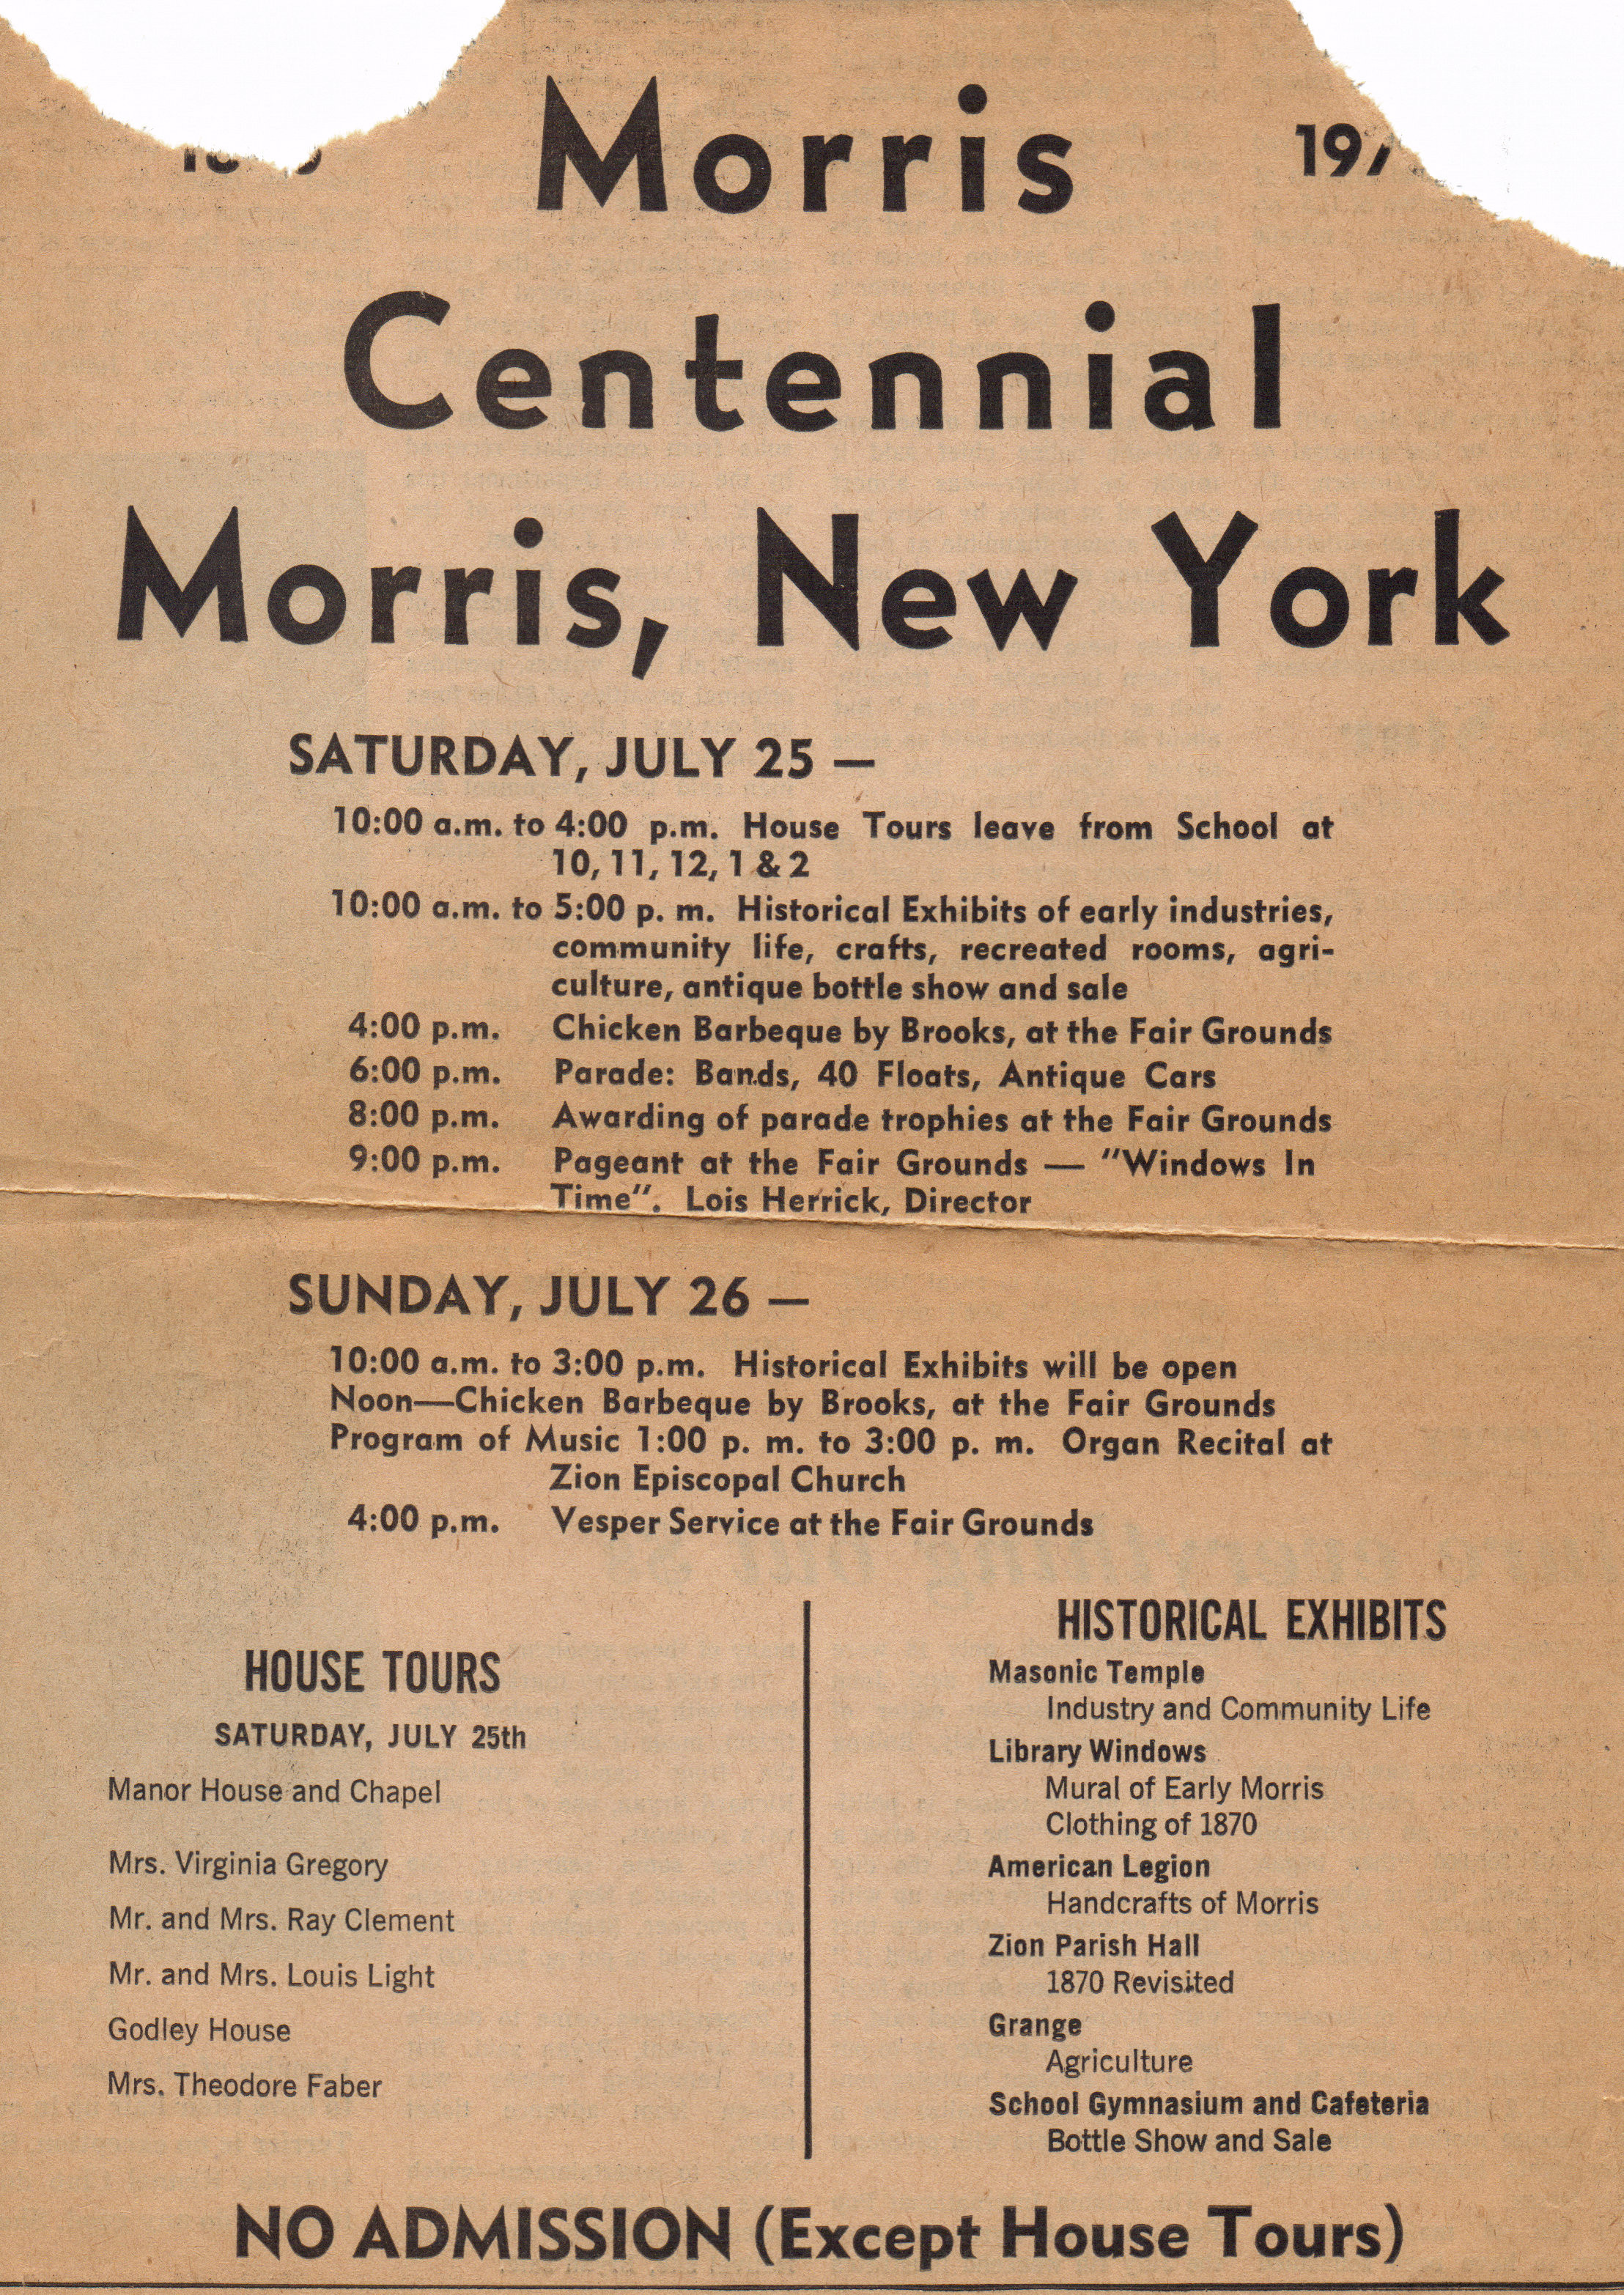 Morris
Centennial
Morris, New York
SATURDAY, JULY 25 —
10:00 a.m. to 4:00 p.m. House Tours leave from School at
10, 11, 12, 1 & 2
10:00 a.m. to 5:00 p. m. Historical Exhibits of early industries,
community life, crafts, recreated rooms, agri-
culture, antique bottle show and sale
4:00 p.m. Chicken Barbeque by Brooks, at the Fair Grounds
6:00 p.m. Parade: Bands, 40 Floats, Antique Cars
8:00 p.m. Awarding of parade trophies at the Fair Grounds
9:00 p.m. Pageant at the Fair Grounds — "Windows In
Time". Lois Herrick, Director
SUNDAY, JULY 26 —
10:00 a.m. to 3:00 p.m. Historical Exhibits will be open
Noon—Chicken Barbeque by Brooks, at the Fair Grounds
Program of Music 1:00 p. m. to 3:00 p. m. Organ Recital at
Zion Episcopal Church
4:00 p.m. Vesper Service at the Fair Grounds
HOUSE TOURS
SATURDAY, JULY 25th
Manor House and Chapel
Mrs. Virginia Gregory
Mr. and Mrs. Ray Clement
Mr. and Mrs. Louis Light
Godley House
Mrs. Theodore Faber
HISTORICAL EXHIBITS
Masonic Temple
Industry and Community Life
Library Windows
Mural of Early Morris
Clothing of 1870
American Legion
Handcrafts of Morris
Zion Parish Hall
1870 Revisited
Grange
Agriculture
School Gymnasium and Cafeteria
Bottle Show and Sale
NO ADMISSION (Except House Tours)